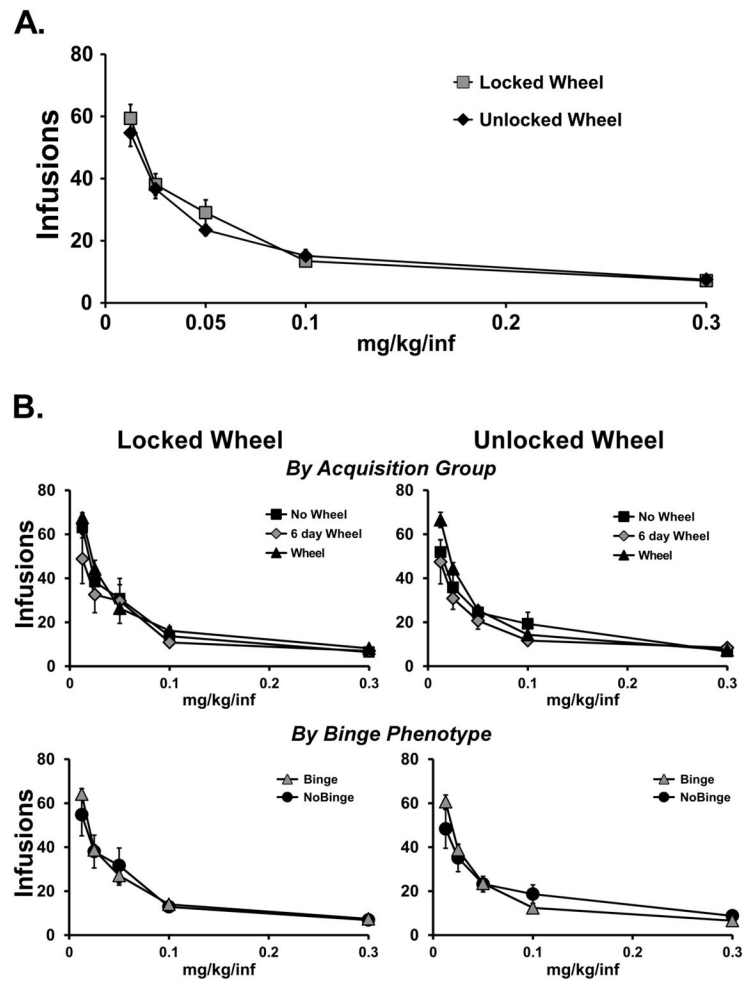 A.
80
60
40
20
0
Infusions
Locked Wheel
Unlocked Wheel
0 0.05 0.1 0.2 0.3
mg/kg/inf
B.
Locked Wheel Unlocked Wheel
By Acquisition Group
80
60
40
20
0
Infusions
No Wheel
6 day Wheel
Wheel
0 0.1 0.2 0.3
mg/kg/inf
80
60
40
20
0
No Wheel
6 day Wheel
Wheel
0 0.1 0.2 0.3
mg/kg/inf
By Binge Phenotype
80
60
40
20
0
Infusions
Binge
NoBinge
0 0.1 0.2 0.3
mg/kg/inf
80
60
40
20
0
Binge
NoBinge
0 0.1 0.2 0.3
mg/kg/inf